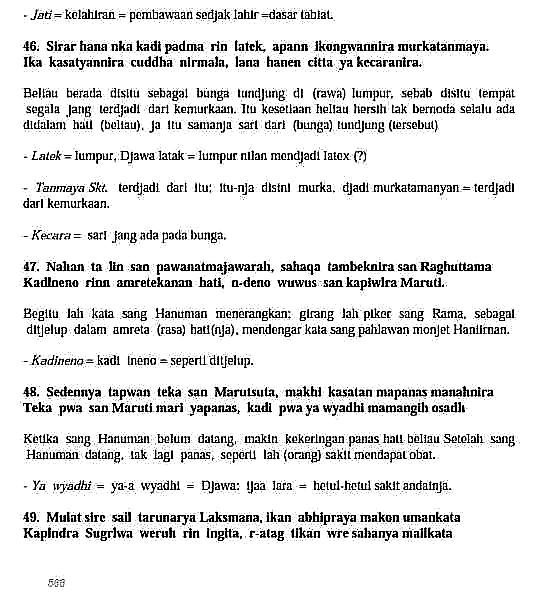 - Jati = kelahiran = pembawaan sedjak lahir =dasar tabiat.
46. Sirar hana nka kadi padma rin latek, apann ikongwannira murkatanmaya.
Ika kasatyannira cuddha nirmala, lana hanen citta ya kecaranira.
Beliau berada disitu sebagai bunga tundjung di (rawa) lumpur, sebab disitu tempat
segala jang terdjadi dari kemurkaan. Itu kesetiaan beliau bersih tak bernoda selalu ada
didalam hati (beliau), ja itu samanja sari dari (bunga) tundjung (tersebut)
- Latek = lumpur, Djawa latak = lumpur ntlan mendjadi latex (?)
- Tanmaya Skt. terdjadi dari itu; itu-nja disini murka, djadi murkatamanyan = terdjadi
dari kemurkaan.
- Kecara = sari jang ada pada bunga.
47. Nahan ta lin san pawanatmajawarah, sahaqa tambeknira san Raghuttama
Kadineno rinn amretekanan hati, n-deno wuwus san kapiwira Maruti.
Begitu lah kata sang Hanuman menerangkan; girang lah piker sang Rama, sebagai
ditjelup dalam amreta (rasa) hati(nja), mendengar kata sang pahlawan monjet
- Kadineno = kadi ineno = seperti ditjelup.
48. Sedennya tapwan teka san Marutsuta, makhi kasatan mapanas manahnira
Teka pwa san Maruti mari yapanas, kadi pwa ya wyadhi mamangih osadh
Ketika sang Hanuman belum datang, makin kekeringan panas hati beliau Setelah sang
Hanuman datang, tak lagi panas, seperti lah (orang) sakit mendapat obat.
- Ya wyadhi = ya-a wyadhi = Djawa: ijaa lara = betul-betul sakit andainja.
49. Mulat sire sail tarunarya Laksmana, ikan abhipraya makon umankata
Kapindra Sugriwa weruh rin ingita, r-atag tikan wre sahanya mailkata
568